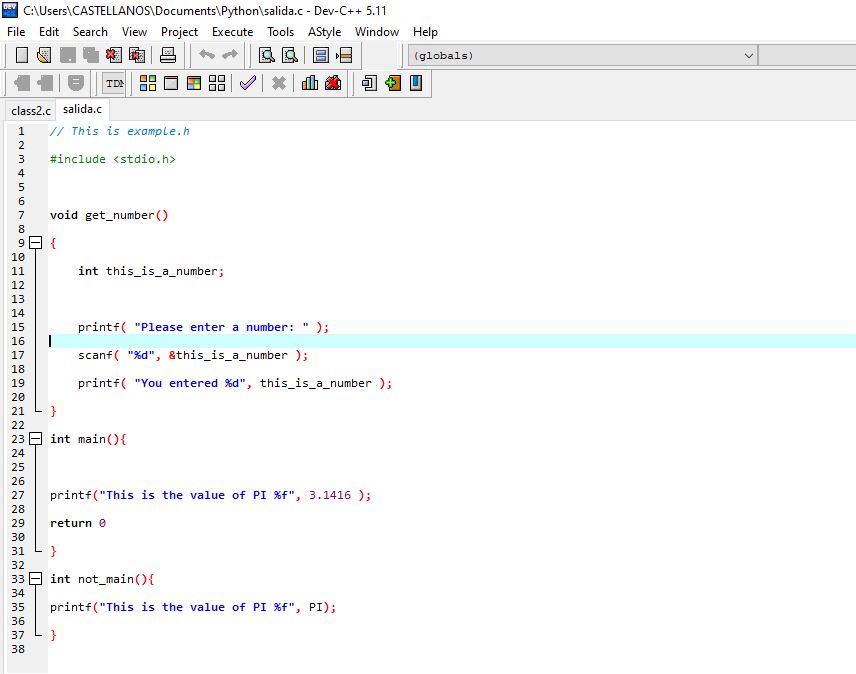 C:\Users\CASTELLANOS\Documents\Python\salida.c - Dev-C++ 5.11
File Edit Search View Project Execute Tools AStyle Window Help
(globals)
TDM
class2.c salida.c
1 // This is example.h
2
3 #include <stdio.h>
4
5
6
7 void get_number()
8
9 {
10
11 int this_is_a_number;
12
13
14
15 printf( "Please enter a number: " );
16
17 scanf( "%d", &this_is_a_number );
18
19 printf( "You entered %d", this_is_a_number );
20
21 }
22
23 int main(){
24
25
26
27 printf("This is the value of PI %f", 3.1416 );
28
29 return 0
30
31 }
32
33 int not_main(){
34
35 printf("This is the value of PI %f", PI);
36
37 }
38